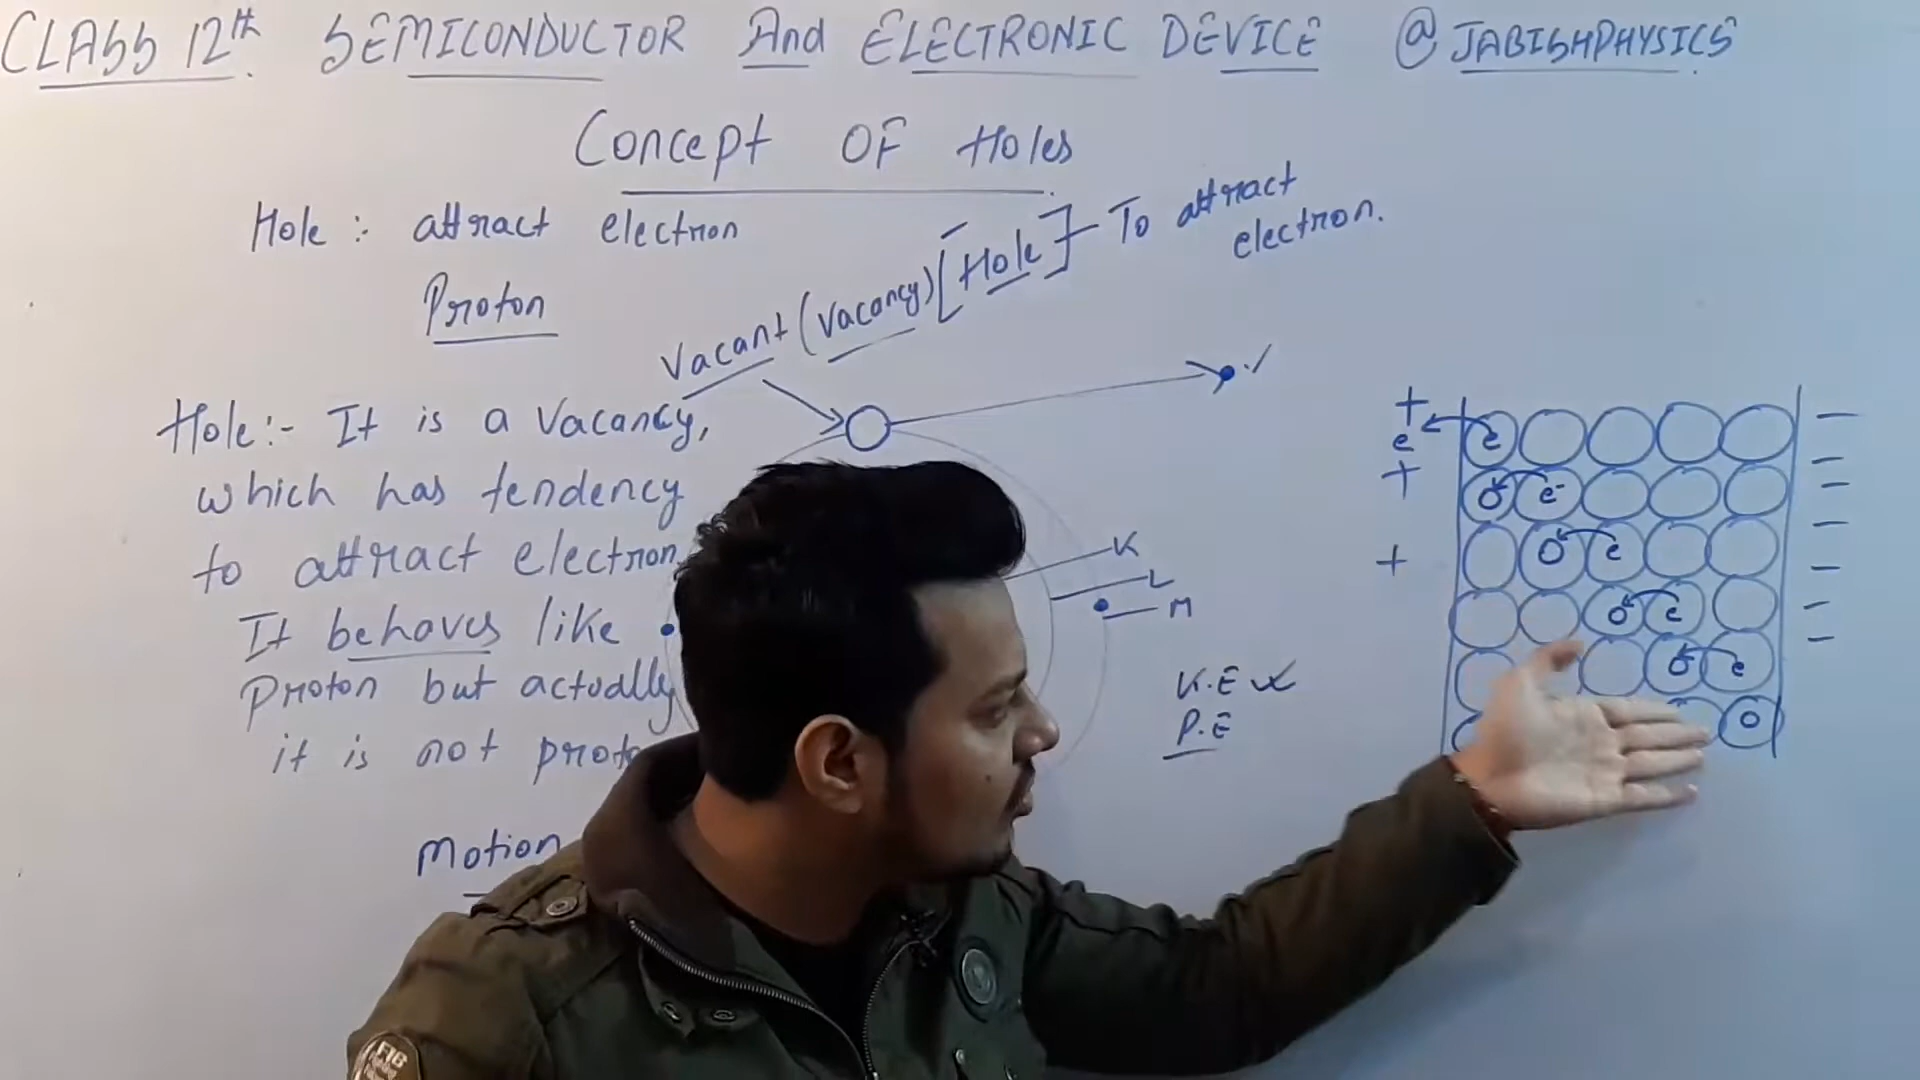 CLASS 12th SEMICONDUCTOR And ELECTRONIC DEVICE @JABISHPHYSICS
Concept OF Holes
Hole : attract electron
Proton
Vacant (Vacancy) [Hole] - To attract
electron.
Hole:- It is a Vacancy,
which has tendency
to attract electron
It behaves like
Proton but actually
it is not
Motion
K
L
M
K.E
P.E
+ e -
e
+ o e- -
+ o e -
o e -
o e -
o